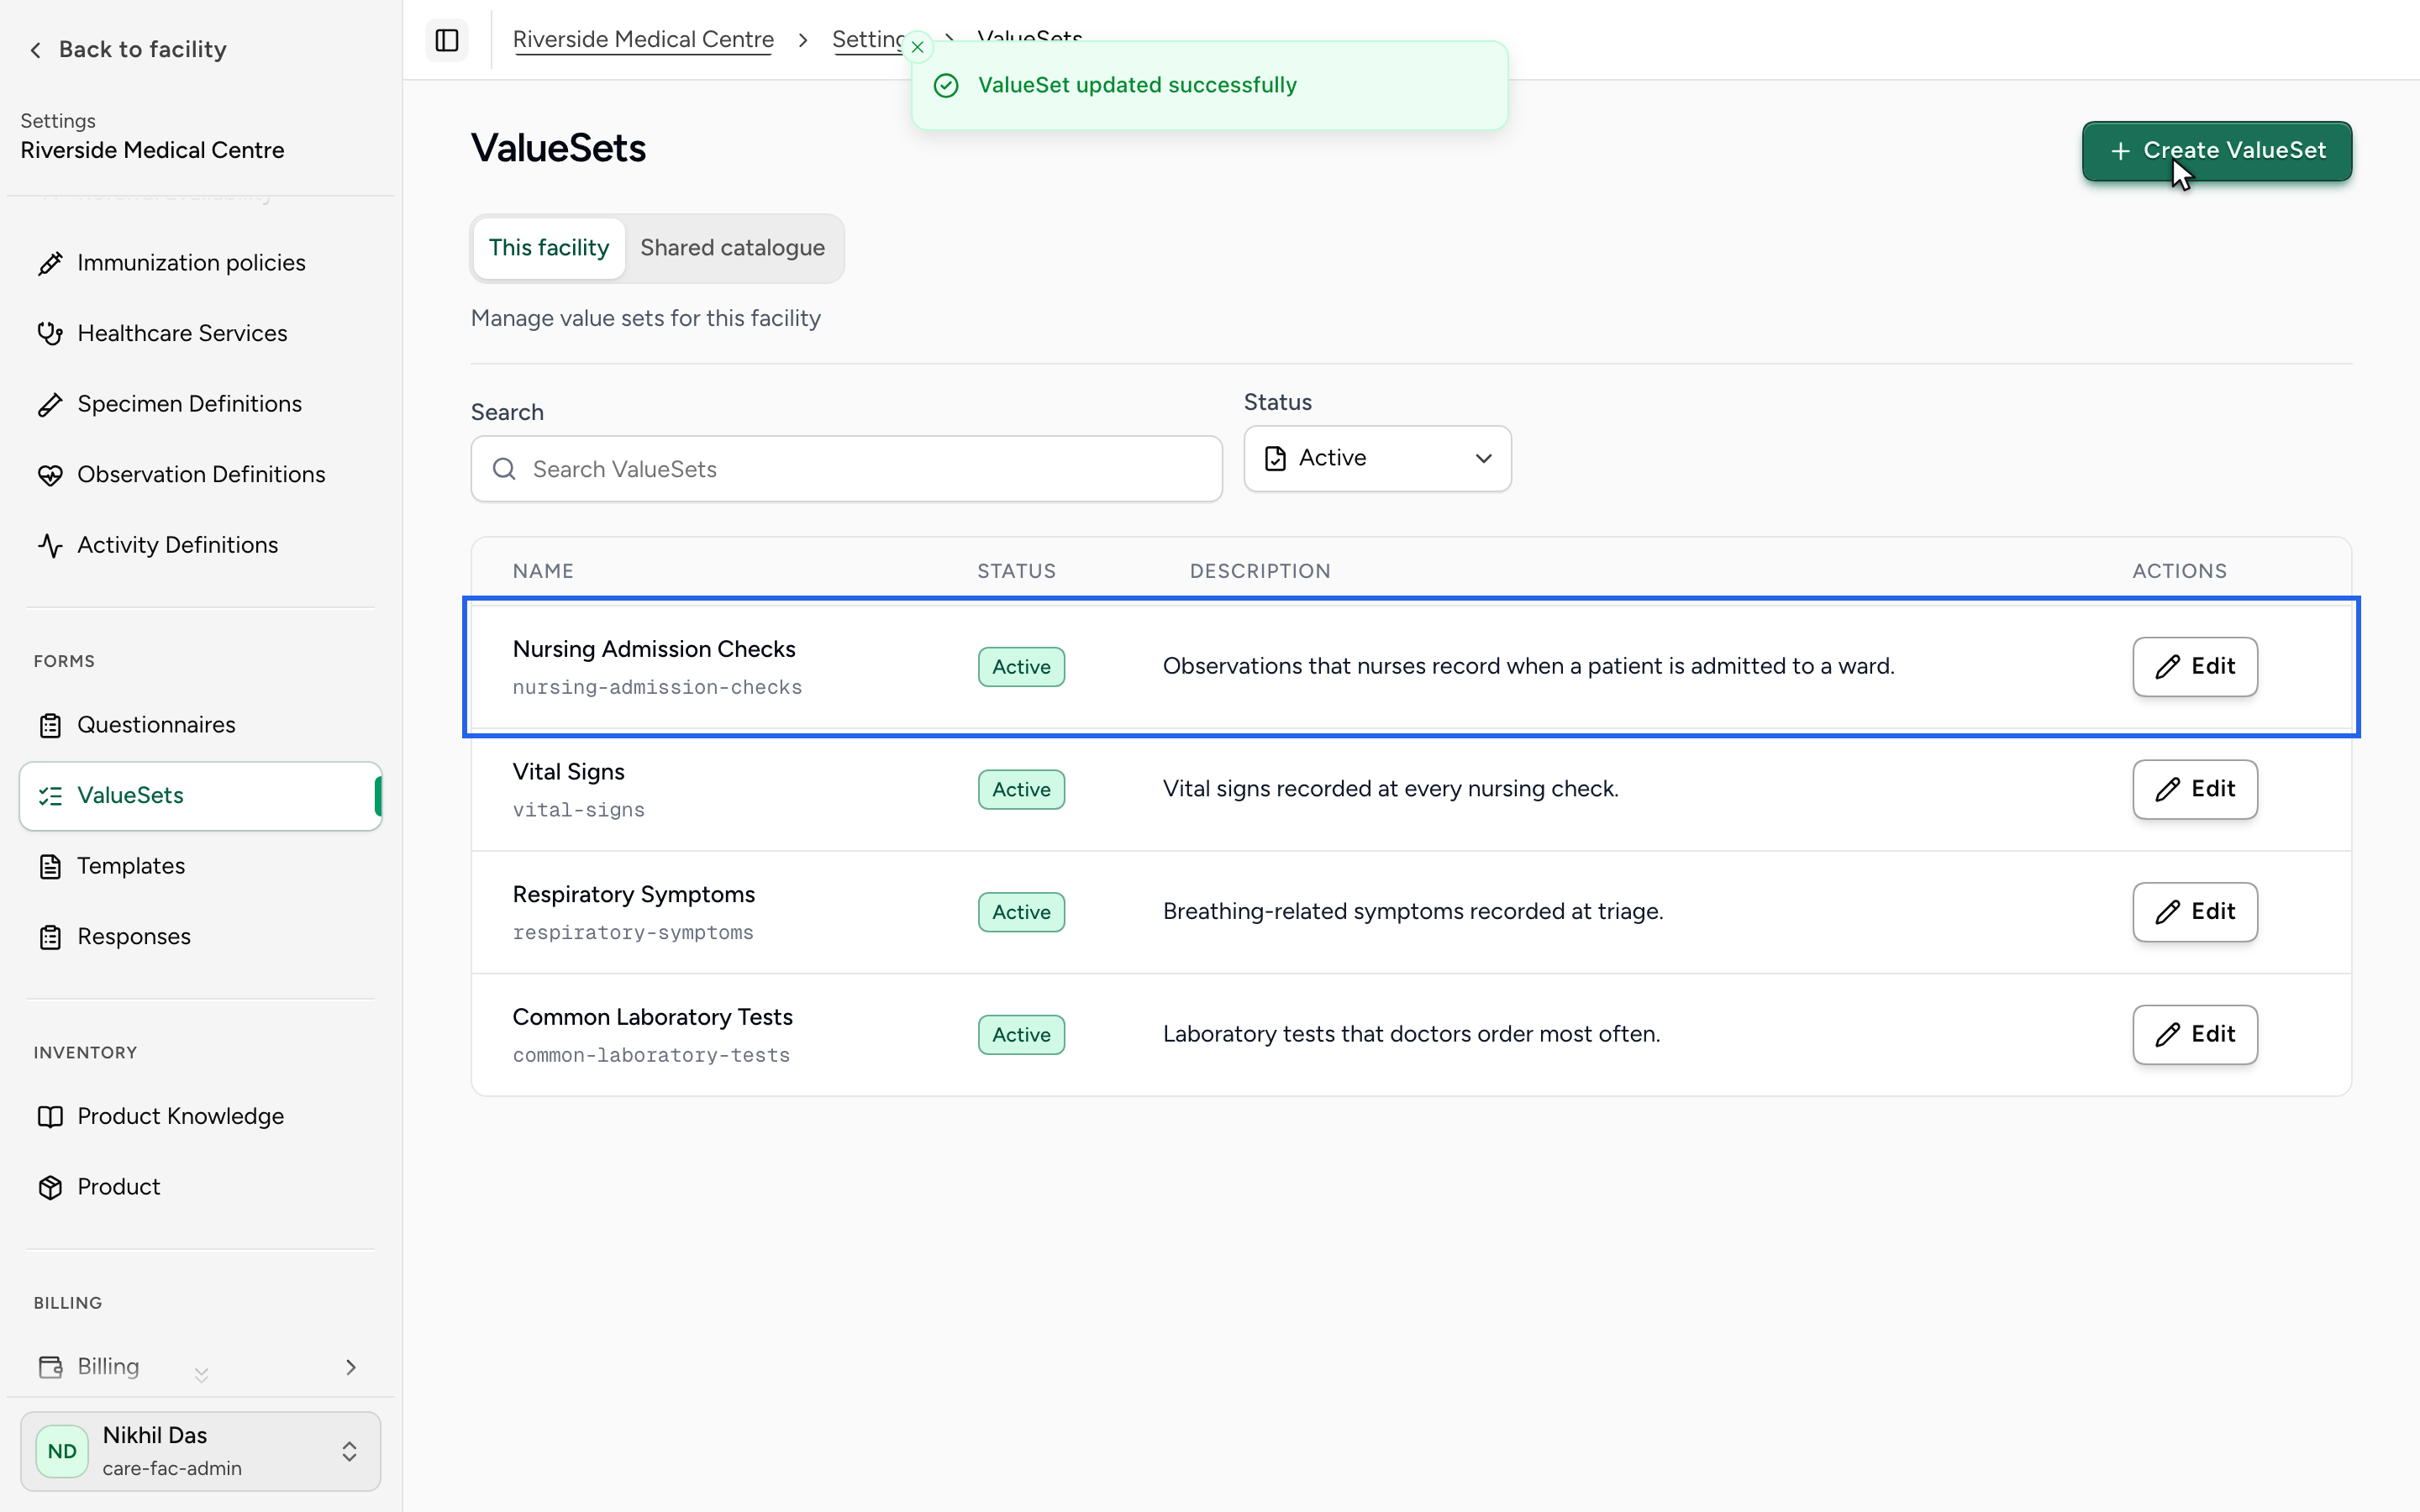 Back to facility
Settings
Riverside Medical Centre
Immunization policies
Healthcare Services
Specimen Definitions
Observation Definitions
Activity Definitions
FORMS
Questionnaires
ValueSets
Templates
Responses
INVENTORY
Product Knowledge
Product
BILLING
Billing
ND
Nikhil Das
care-fac-admin
Riverside Medical Centre > Settings > ValueSets
ValueSet updated successfully
ValueSets
+ Create ValueSet
This facility
Shared catalogue
Manage value sets for this facility
Search
Search ValueSets
Status
Active
NAME STATUS DESCRIPTION ACTIONS
Nursing Admission Checks
nursing-admission-checks
Active
Observations that nurses record when a patient is admitted to a ward.
Edit
Vital Signs
vital-signs
Active
Vital signs recorded at every nursing check.
Edit
Respiratory Symptoms
respiratory-symptoms
Active
Breathing-related symptoms recorded at triage.
Edit
Common Laboratory Tests
common-laboratory-tests
Active
Laboratory tests that doctors order most often.
Edit